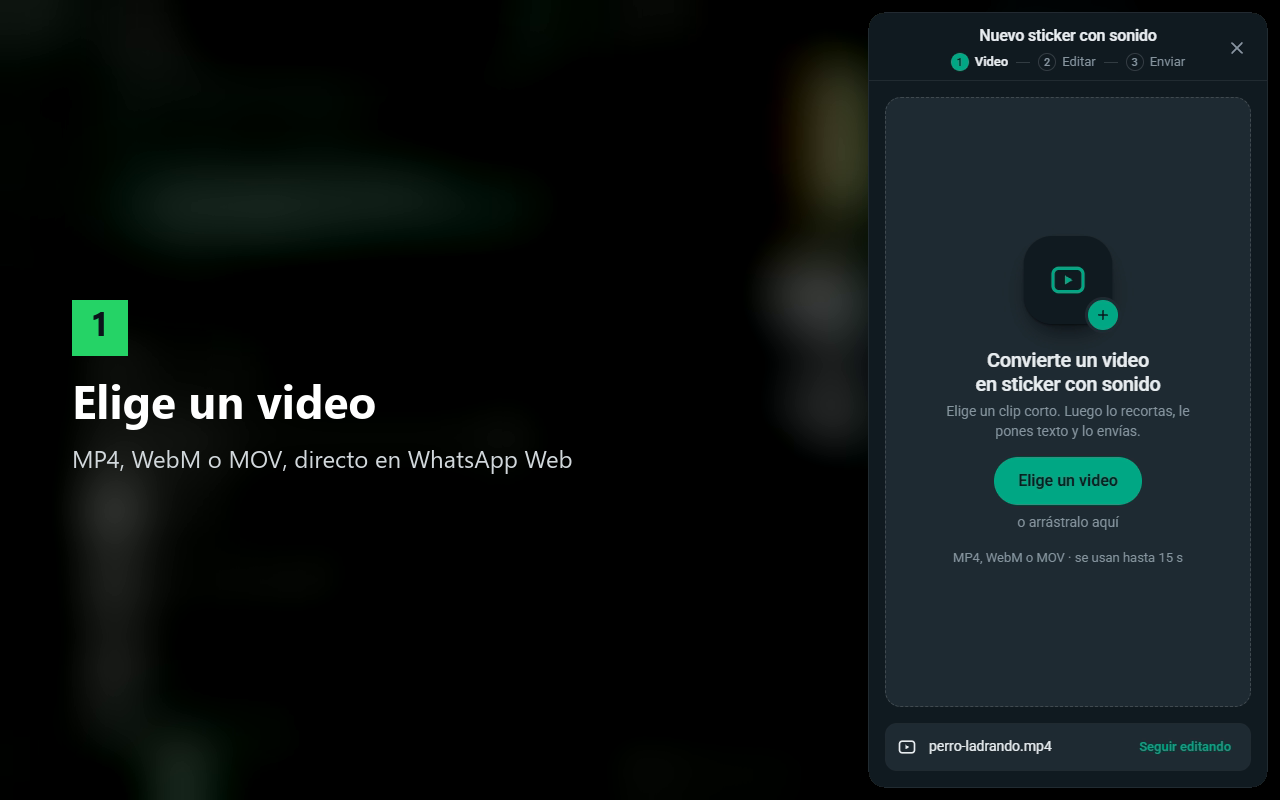 1
Elige un video
MP4, WebM o MOV, directo en WhatsApp Web
Nuevo sticker con sonido
1 Video — 2 Editar — 3 Enviar
Convierte un video
en sticker con sonido
Elige un clip corto. Luego lo recortas, le
pones texto y lo envías.
Elige un video
o arrástralo aquí
MP4, WebM o MOV · se usan hasta 15 s
perro-ladrando.mp4 Seguir editando